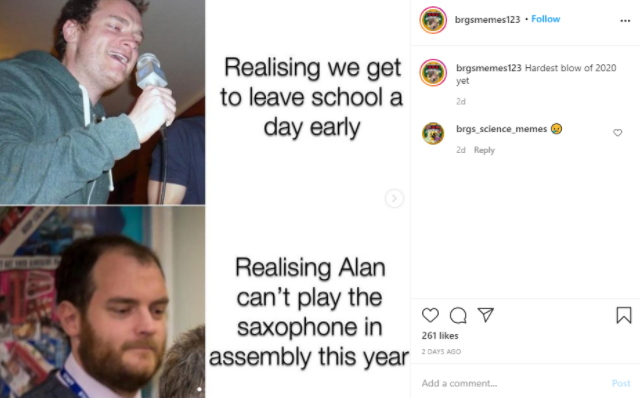 Realising we get
to leave school a
day early
Realising Alan
can't play the
saxophone in
assembly this year
brgsmemes123 • Follow
brgsmemes123 Hardest blow of 2020
yet
2d
brgs_science_memes 😢
2d Reply
261 likes
2 DAYS AGO
Add a comment...
Post